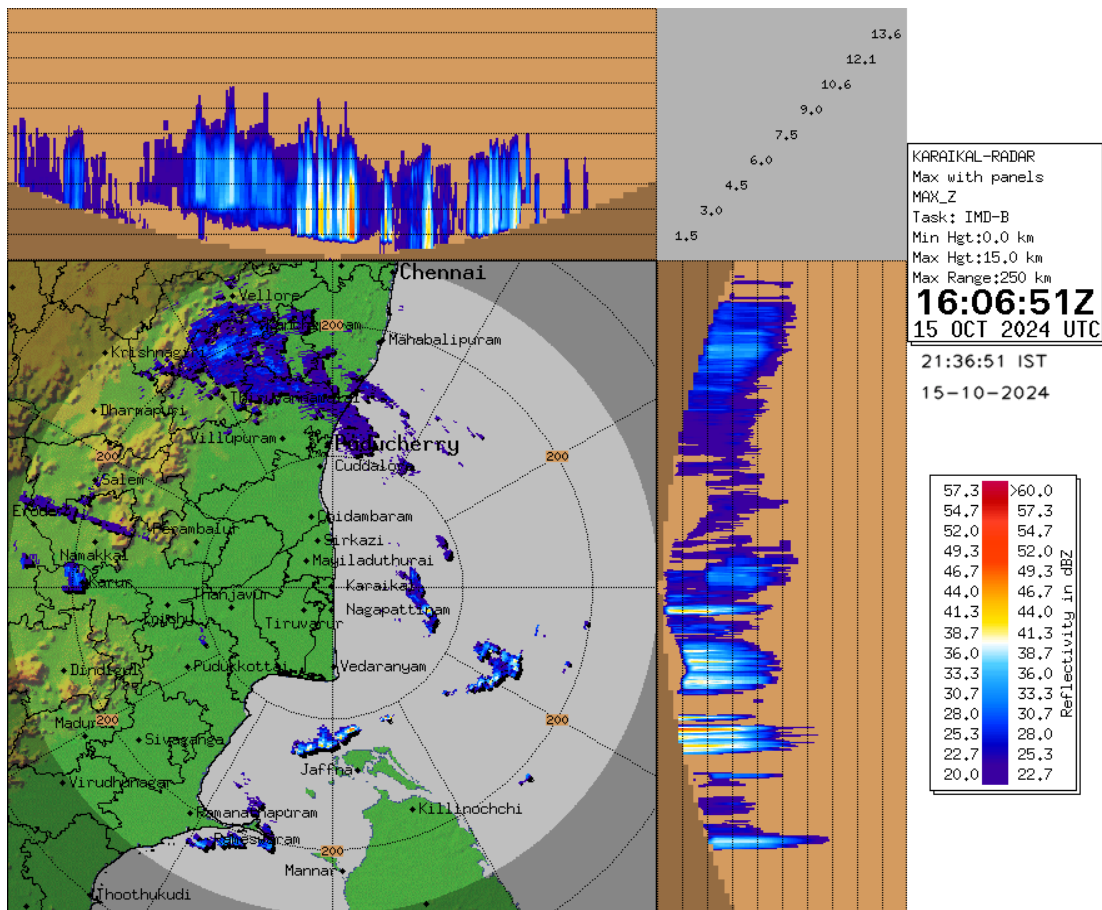 13.6
12.1
10.6
9.0
7.5
6.0
4.5
3.0
1.5
KARAIKAL-RADAR
Max with panels
MAX_Z
Task: IMD-B
Min Hgt:0.0 km
Max Hgt:15.0 km
Max Range:250 km
16:06:51Z
15 OCT 2024 UTC
21:36:51 IST
15-10-2024
Chennai
Vellore
200
Mahabalipuram
Krishnagiri
Dharmapuri
Villupuram
Puducherry
200
200
Cuddalore
Salem
Erode
Chidambaram
Perambalur
Sirkazi
Namakkal
Mayiladuthurai
Karur
Karaikal
Thanjavur
Nagapattinam
Tiruvarur
Dindigul
Pudukkottai
Vedaranyam
Madurai
200
200
Sivaganga
Jaffna
Virudhunagar
Ramanathapuram
Killinochchi
Rameswaram
200
Mannar
Thoothukudi
57.3 >60.0
54.7 57.3
52.0 54.7
49.3 52.0
46.7 49.3
44.0 46.7
41.3 44.0
38.7 41.3
36.0 38.7
33.3 36.0
30.7 33.3
28.0 30.7
25.3 28.0
22.7 25.3
20.0 22.7
Reflectivity in dBZ